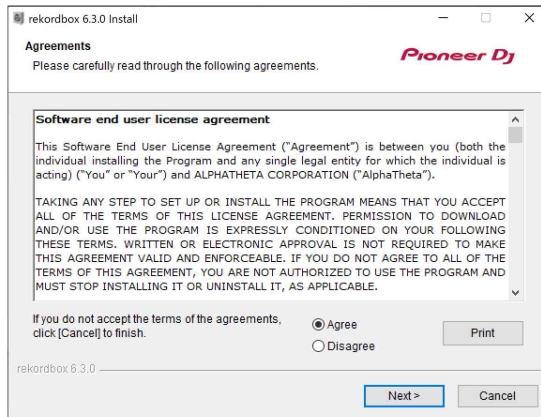 rekordbox 6.3.0 Install
Agreements
Please carefully read through the following agreements.
Pioneer Dj
Software end user license agreement
This Software End User License Agreement (“Agreement”) is between you (both the
individual installing the Program and any single legal entity for which the individual is
acting) (“You” or “Your”) and ALPHATHETA CORPORATION (“AlphaTheta”).
TAKING ANY STEP TO SET UP OR INSTALL THE PROGRAM MEANS THAT YOU ACCEPT
ALL OF THE TERMS OF THIS LICENSE AGREEMENT. PERMISSION TO DOWNLOAD
AND/OR USE THE PROGRAM IS EXPRESSLY CONDITIONED ON YOUR FOLLOWING
THESE TERMS. WRITTEN OR ELECTRONIC APPROVAL IS NOT REQUIRED TO MAKE
THIS AGREEMENT VALID AND ENFORCEABLE. IF YOU DO NOT AGREE TO ALL OF THE
TERMS OF THIS AGREEMENT, YOU ARE NOT AUTHORIZED TO USE THE PROGRAM AND
MUST STOP INSTALLING IT OR UNINSTALL IT, AS APPLICABLE.
If you do not accept the terms of the agreements,
click [Cancel] to finish.
Agree
Disagree
Print
rekordbox 6.3.0
Next >
Cancel